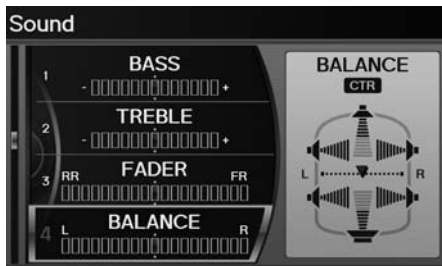 Sound
1 BASS
- +
2 TREBLE
- +
3 RR FADER FR
4 L BALANCE R
BALANCE
CTR
L R